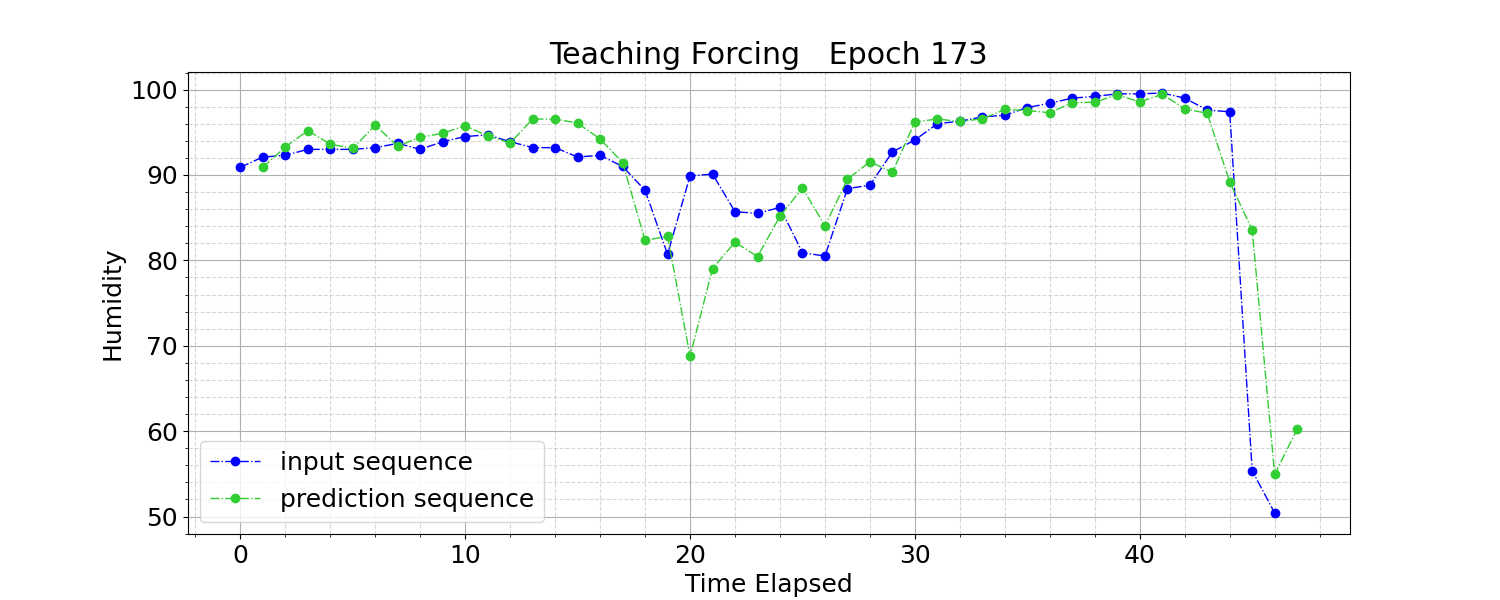 Teaching Forcing   Epoch 173
100
90
80
70
60
50
Humidity
input sequence
prediction sequence
0 10 20 30 40
Time Elapsed